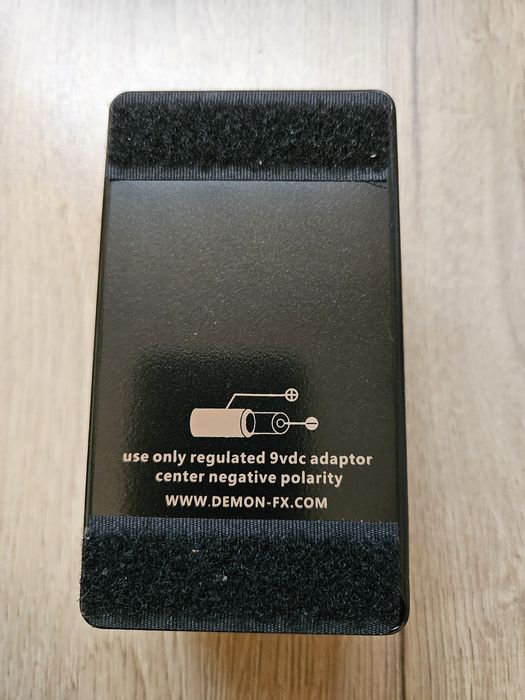 +
-
use only regulated 9vdc adaptor
center negative polarity
WWW.DEMON-FX.COM